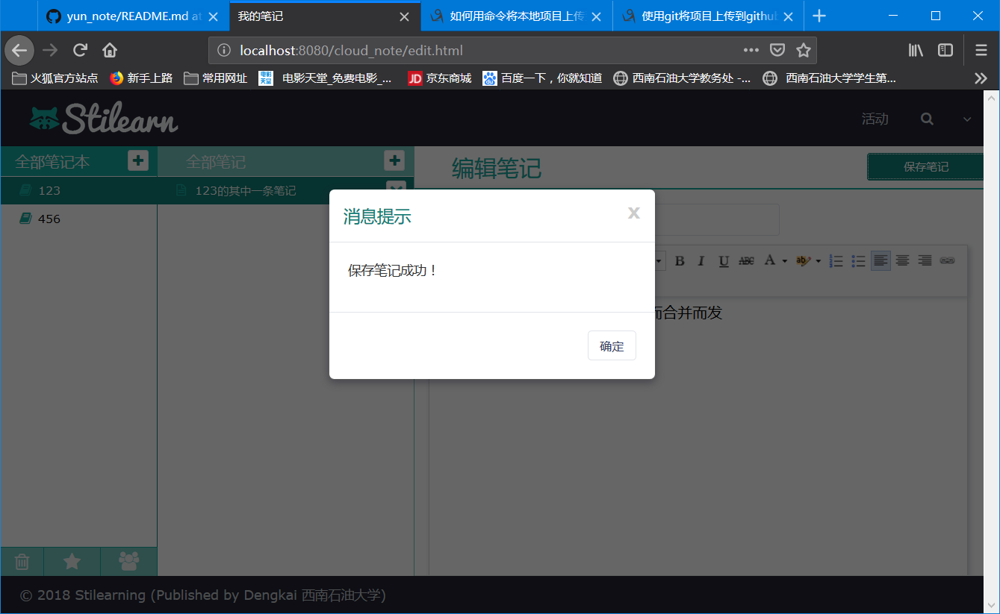 yun_note/README.md at
我的笔记
如何用命令将本地项目上传
使用git将项目上传到github
localhost:8080/cloud_note/edit.html
火狐官方站点
新手上路
常用网址
电影天堂
电影天堂_免费电影_...
JD
京东商城
du
百度一下，你就知道
西南石油大学教务处 -...
西南石油大学学生第...
Stilearn
活动
全部笔记本
全部笔记
编辑笔记
保存笔记
123
123的其中一条笔记
456
消息提示
x
保存笔记成功！
确定
B I U ABC A ab
而合并而发
© 2018 Stilearning (Published by Dengkai 西南石油大学)